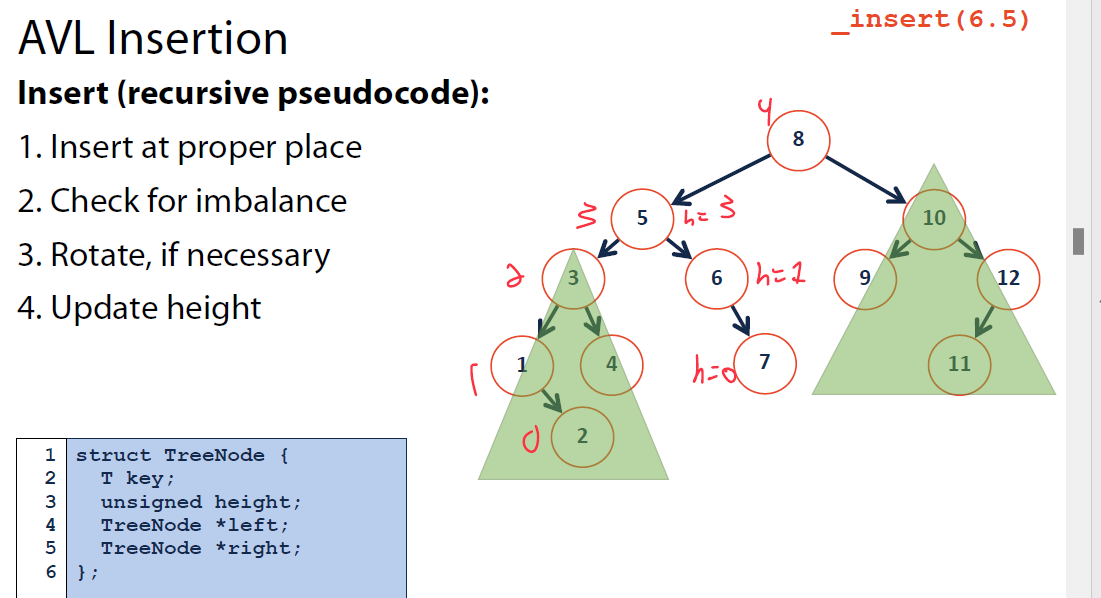 AVL Insertion
_insert(6.5)
Insert (recursive pseudocode):
1. Insert at proper place
2. Check for imbalance
3. Rotate, if necessary
4. Update height
4
8
3
5
h=3
10
2
3
6
h=1
9
12
1
1
4
h=0
7
11
0
2
1 struct TreeNode {
2 T key;
3 unsigned height;
4 TreeNode *left;
5 TreeNode *right;
6 };